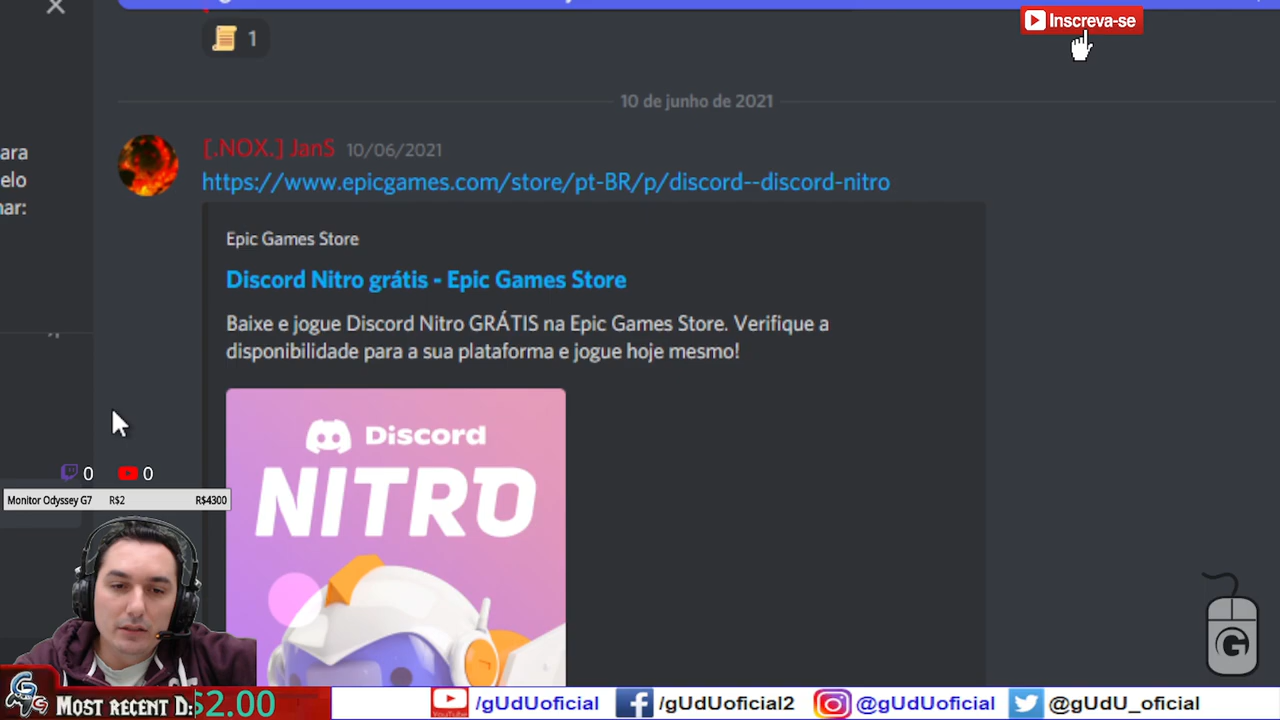 Inscreva-se
1
10 de junho de 2021
[.NOX.] JanS 10/06/2021
https://www.epicgames.com/store/pt-BR/p/discord--discord-nitro
ara
elo
nar:
Epic Games Store
Discord Nitro grátis - Epic Games Store
Baixe e jogue Discord Nitro GRÁTIS na Epic Games Store. Verifique a
disponibilidade para a sua plataforma e jogue hoje mesmo!
Discord
NITRO
0 0
Monitor Odyssey G7 R$2 R$4300
G
Most recent D: $2.00
YouTube /gUdUoficial /gUdUoficial2 @gUdUoficial @gUdU_oficial